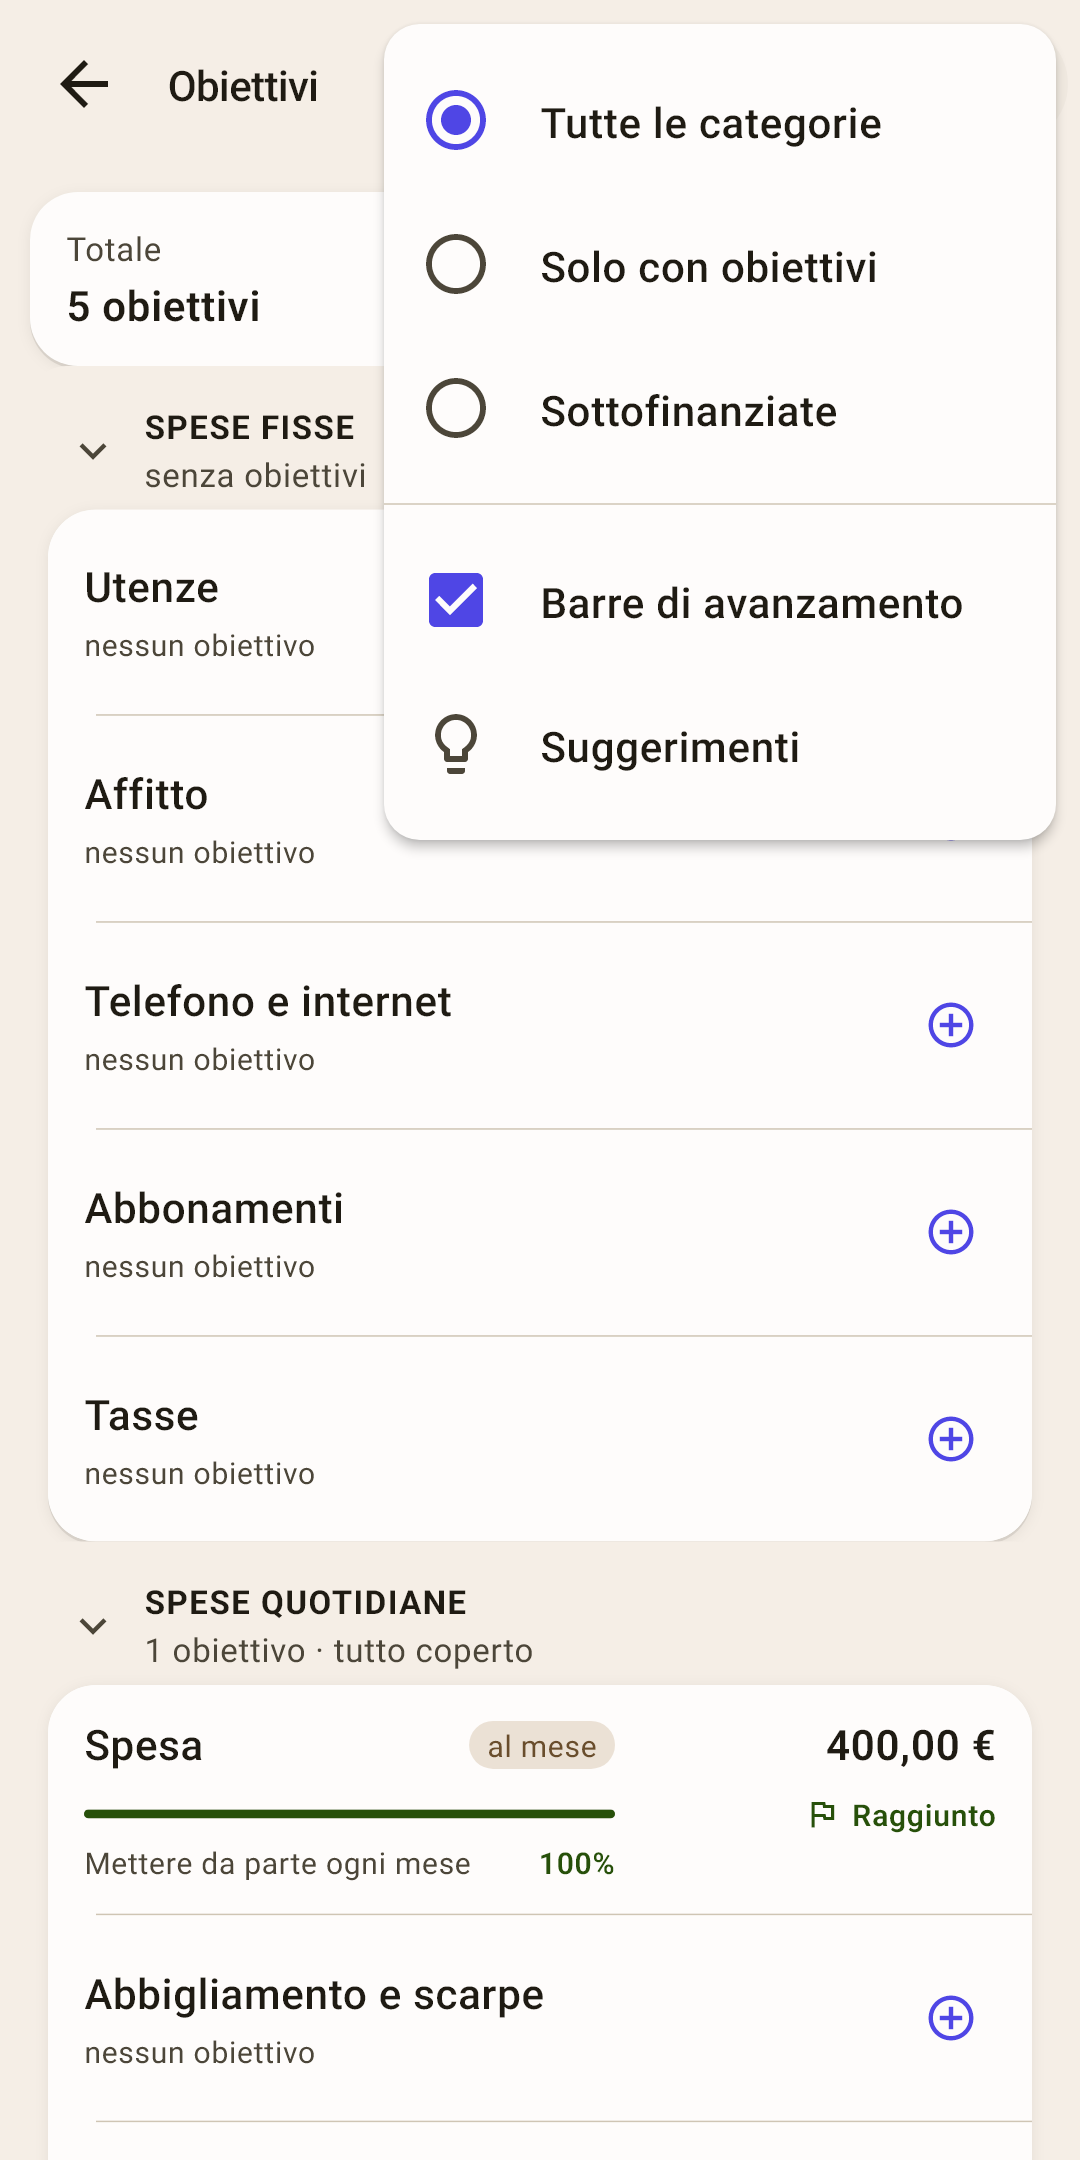 Obiettivi
Tutte le categorie
Solo con obiettivi
Sottofinanziate
Barre di avanzamento
Suggerimenti
Totale
5 obiettivi
SPESE FISSE
senza obiettivi
Utenze
nessun obiettivo
Affitto
nessun obiettivo
Telefono e internet
nessun obiettivo
Abbonamenti
nessun obiettivo
Tasse
nessun obiettivo
SPESE QUOTIDIANE
1 obiettivo · tutto coperto
Spesa al mese 400,00 €
Raggiunto
Mettere da parte ogni mese 100%
Abbigliamento e scarpe
nessun obiettivo